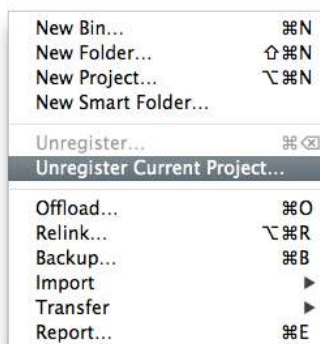 New Bin... ⌘N
New Folder... ⇧⌘N
New Project... ⌥⌘N
New Smart Folder...
Unregister... ⌘⌫
Unregister Current Project...
Offload... ⌘O
Relink... ⌥⌘R
Backup... ⌘B
Import ▶
Transfer ▶
Report... ⌘E